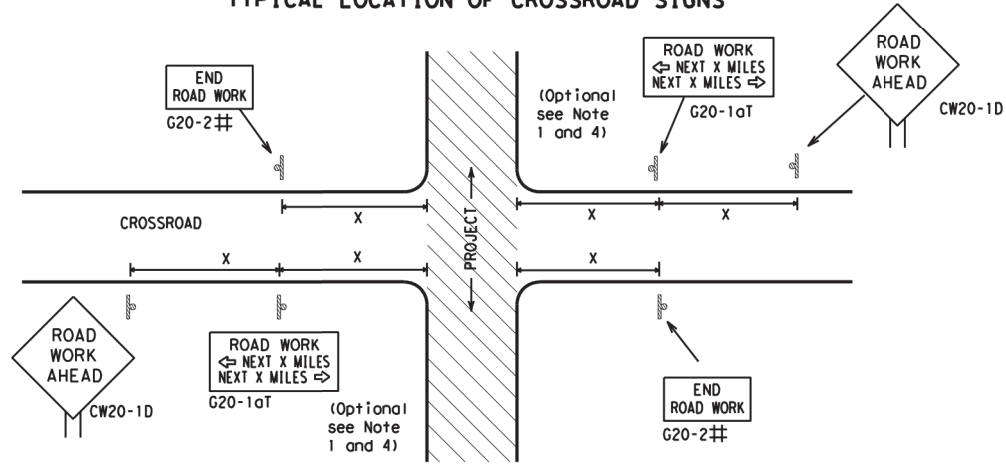 TYPICAL LOCATION OF CROSSROAD SIGNS
END
ROAD WORK
G20-2
(Optional
see Note
1 and 4)
ROAD WORK
⇦ NEXT X MILES
NEXT X MILES ⇨
G20-1aT
ROAD
WORK
AHEAD
CW20-1D
X
X
X
CROSSROAD
PROJECT
X
X
X
ROAD
WORK
AHEAD
CW20-1D
ROAD WORK
⇦ NEXT X MILES
NEXT X MILES ⇨
G20-1aT
(Optional
see Note
1 and 4)
END
ROAD WORK
G20-2